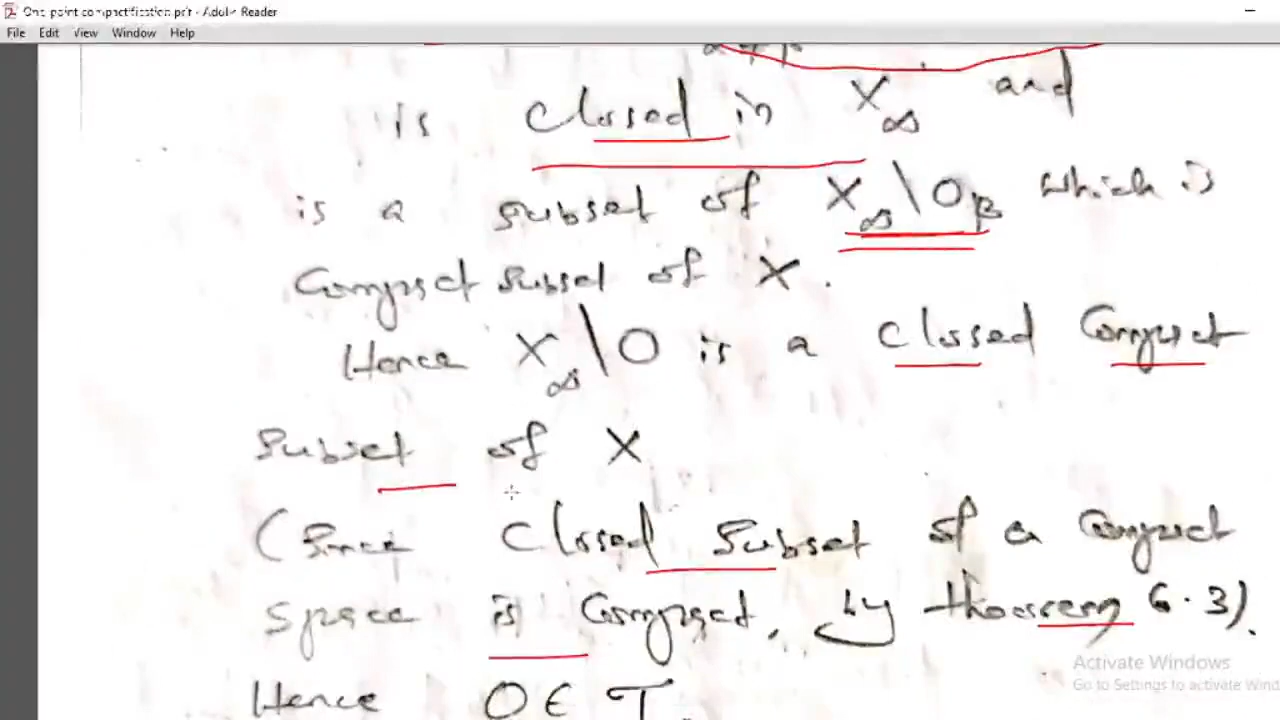 One point compactification.pdf - Adobe Reader
File Edit View Window Help
is closed in X∞ and
is a subset of X∞\Oβ which is
Compact subset of X.
Hence X∞\O is a closed Compact
Subset of X
(Since Closed Subset of a Compact
Space is Compact, by theorem 6.3).
Hence O ∈ T
Activate Windows
Go to Settings to activate Wind